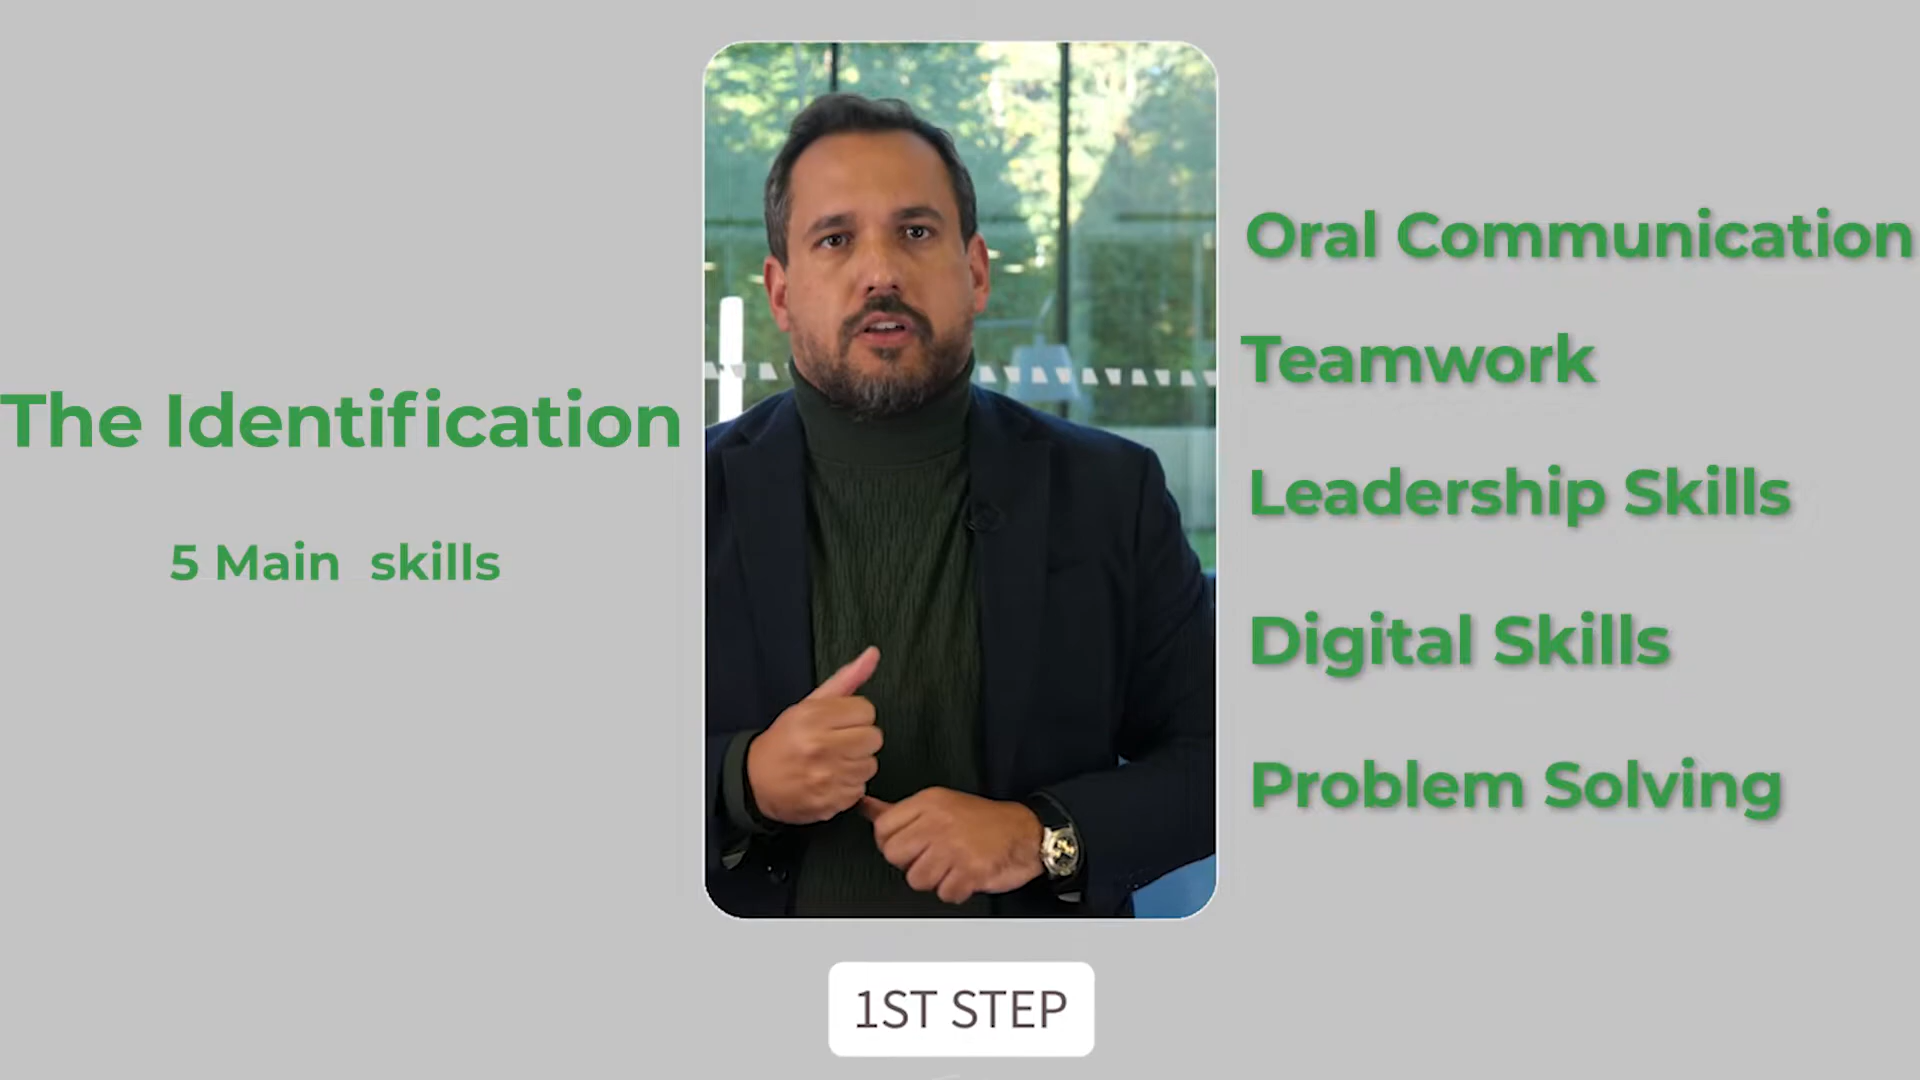 The Identification
5 Main skills
Oral Communication
Teamwork
Leadership Skills
Digital Skills
Problem Solving
1ST STEP